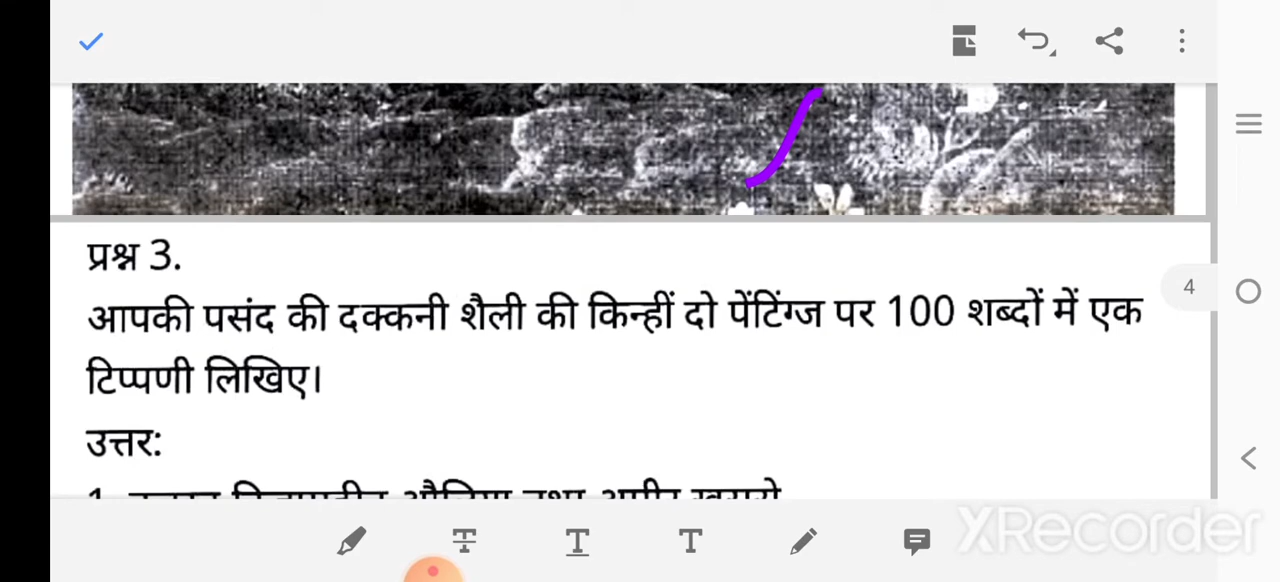 प्रश्न 3.
आपकी पसंद की दक्कनी शैली की किन्हीं दो पेंटिंग्ज पर 100 शब्दों में एक
टिप्पणी लिखिए।
उत्तर:
4
XRecorder